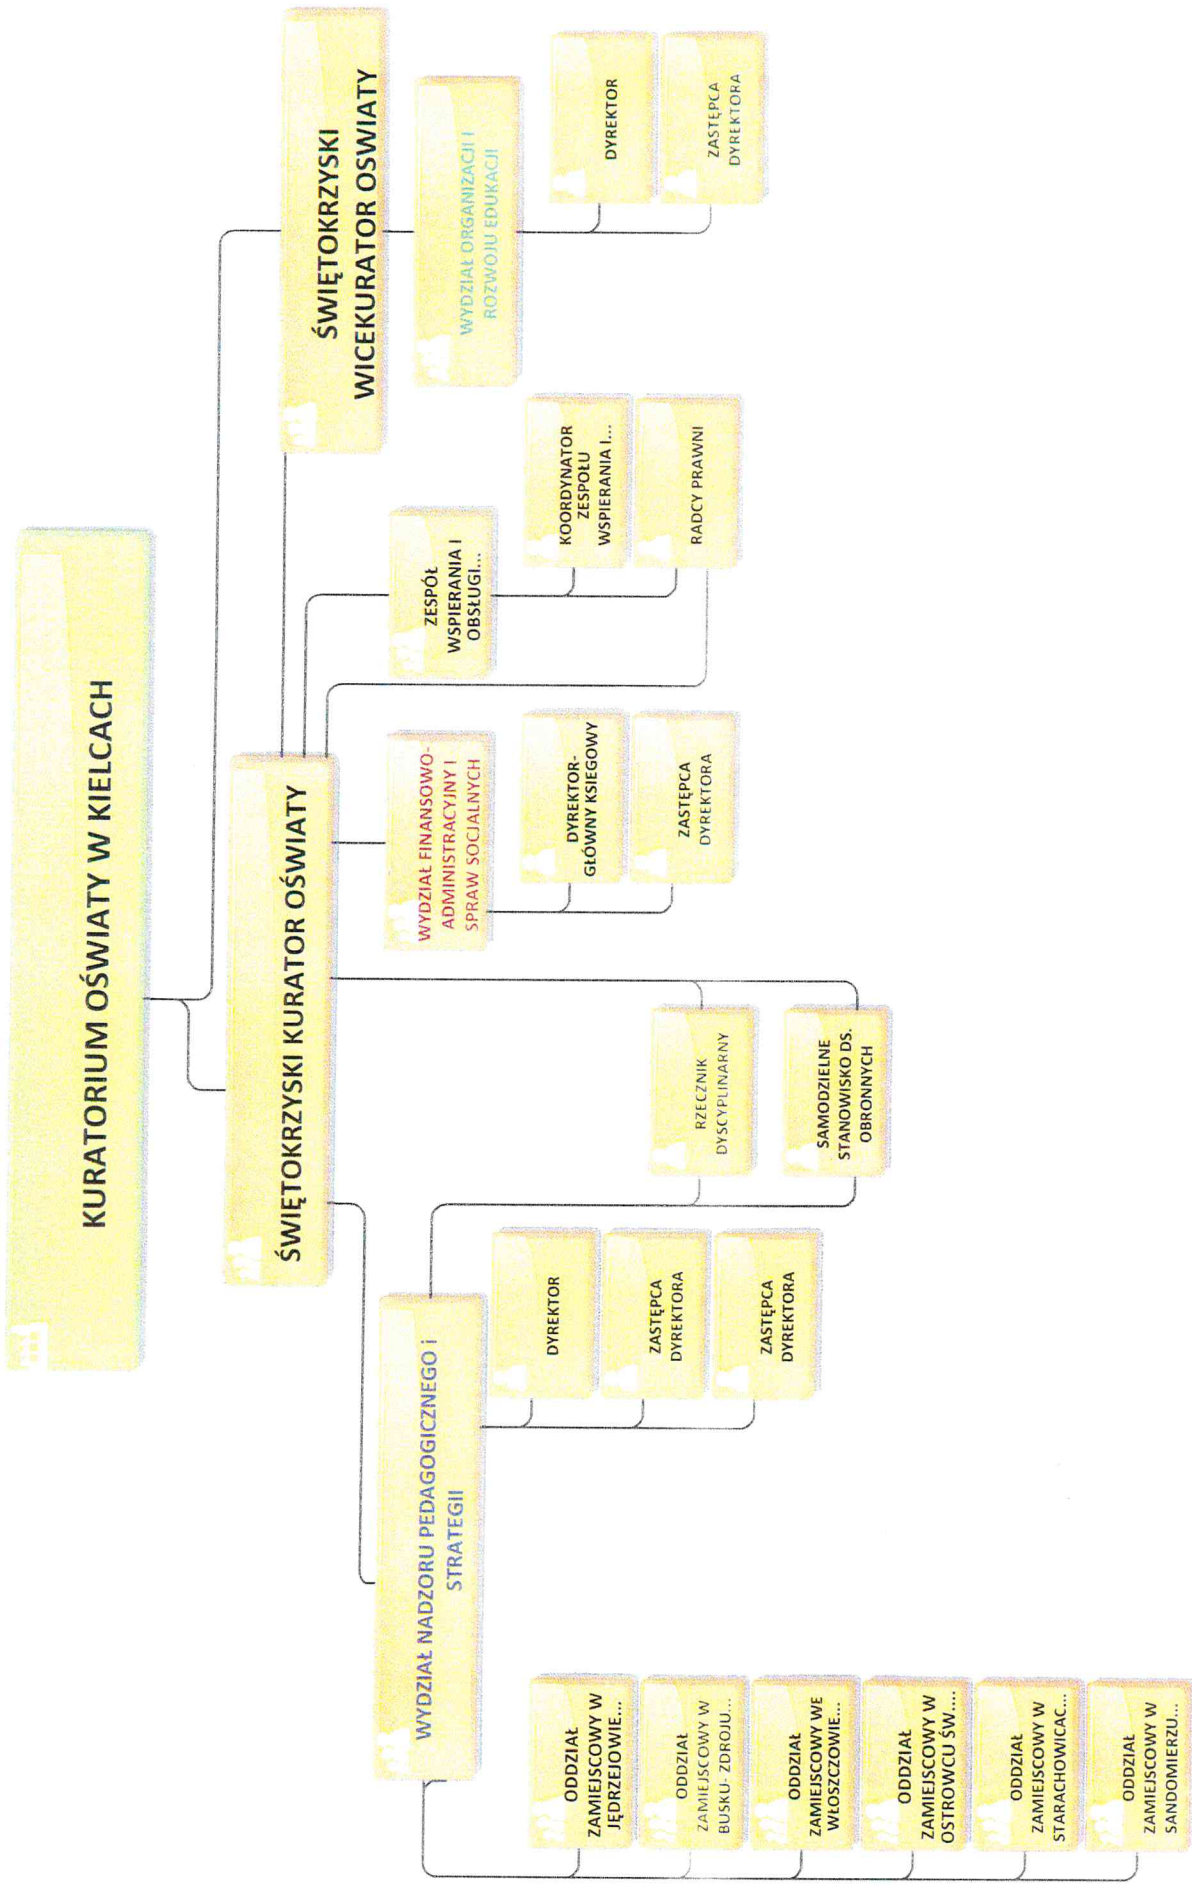 KURATORIUM OŚWIATY W KIELCACH
ŚWIĘTOKRZYSKI KURATOR OŚWIATY
ŚWIĘTOKRZYSKI
WICEKURATOR OSWIATY
WYDZIAŁ NADZORU PEDAGOGICZNEGO i
STRATEGII
ODDZIAŁ
ZAMIEJSCOWY W
JĘDRZEJOWIE...
ODDZIAŁ
ZAMIEJSCOWY W
BUSKU- ZDROJU...
ODDZIAŁ
ZAMIEJSCOWY WE
WŁOSZCZOWIE...
ODDZIAŁ
ZAMIEJSCOWY W
OSTROWCU ŚW....
ODDZIAŁ
ZAMIEJSCOWY W
STARACHOWICAC...
ODDZIAŁ
ZAMIEJSCOWY W
SANDOMIERZU...
DYREKTOR
ZASTĘPCA
DYREKTORA
ZASTĘPCA
DYREKTORA
RZECZNIK
DYSCYPLINARNY
SAMODZIELNE
STANOWISKO DS.
OBRONNYCH
WYDZIAŁ FINANSOWO-
ADMINISTRACYJNY I
SPRAW SOCJALNYCH
DYREKTOR-
GŁÓWNY KSIEGOWY
ZASTĘPCA
DYREKTORA
ZESPÓŁ
WSPIERANIA I
OBSŁUGI...
KOORDYNATOR
ZESPOŁU
WSPIERANIA I...
RADCY PRAWNI
WYDZIAŁ ORGANIZACJI I
ROZWOJU EDUKACJI
DYREKTOR
ZASTĘPCA
DYREKTORA